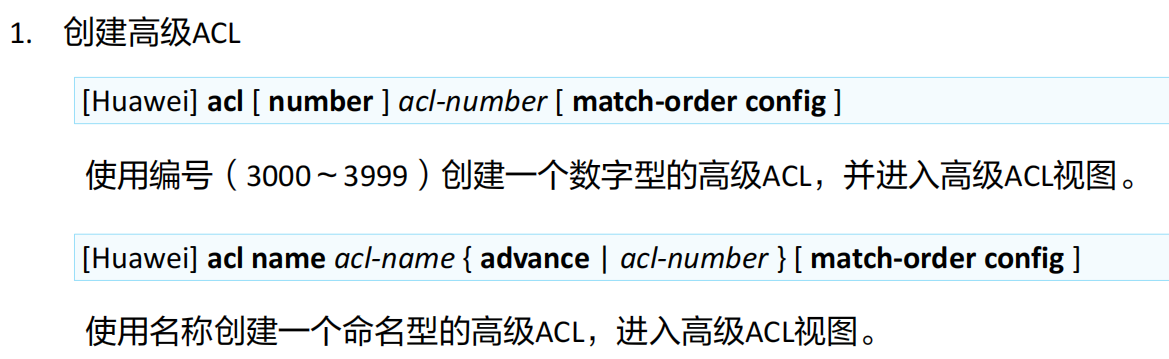 1. 创建高级ACL
[Huawei] acl [ number ] acl-number [ match-order config ]
使用编号（3000～3999）创建一个数字型的高级ACL，并进入高级ACL视图。
[Huawei] acl name acl-name { advance | acl-number } [ match-order config ]
使用名称创建一个命名型的高级ACL，进入高级ACL视图。